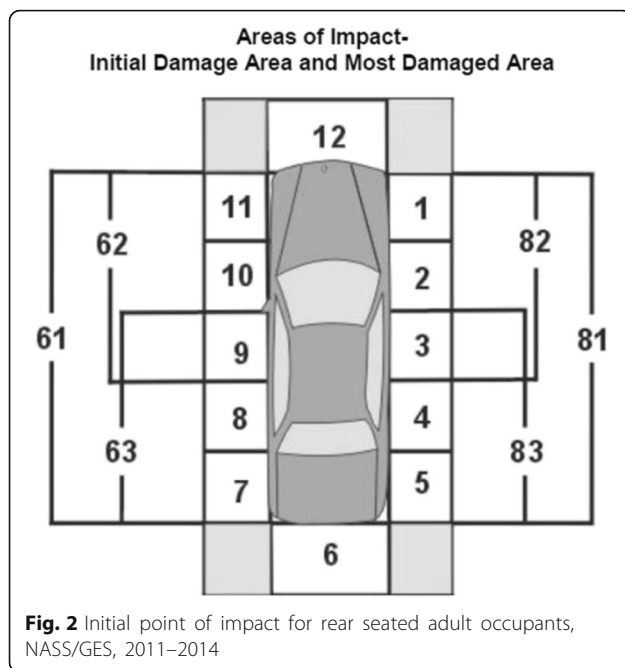 Areas of Impact-
Initial Damage Area and Most Damaged Area
12
11 1
62 82
10 2
61 9 3 81
8 4
63 83
7 5
6
Fig. 2 Initial point of impact for rear seated adult occupants,
NASS/GES, 2011–2014